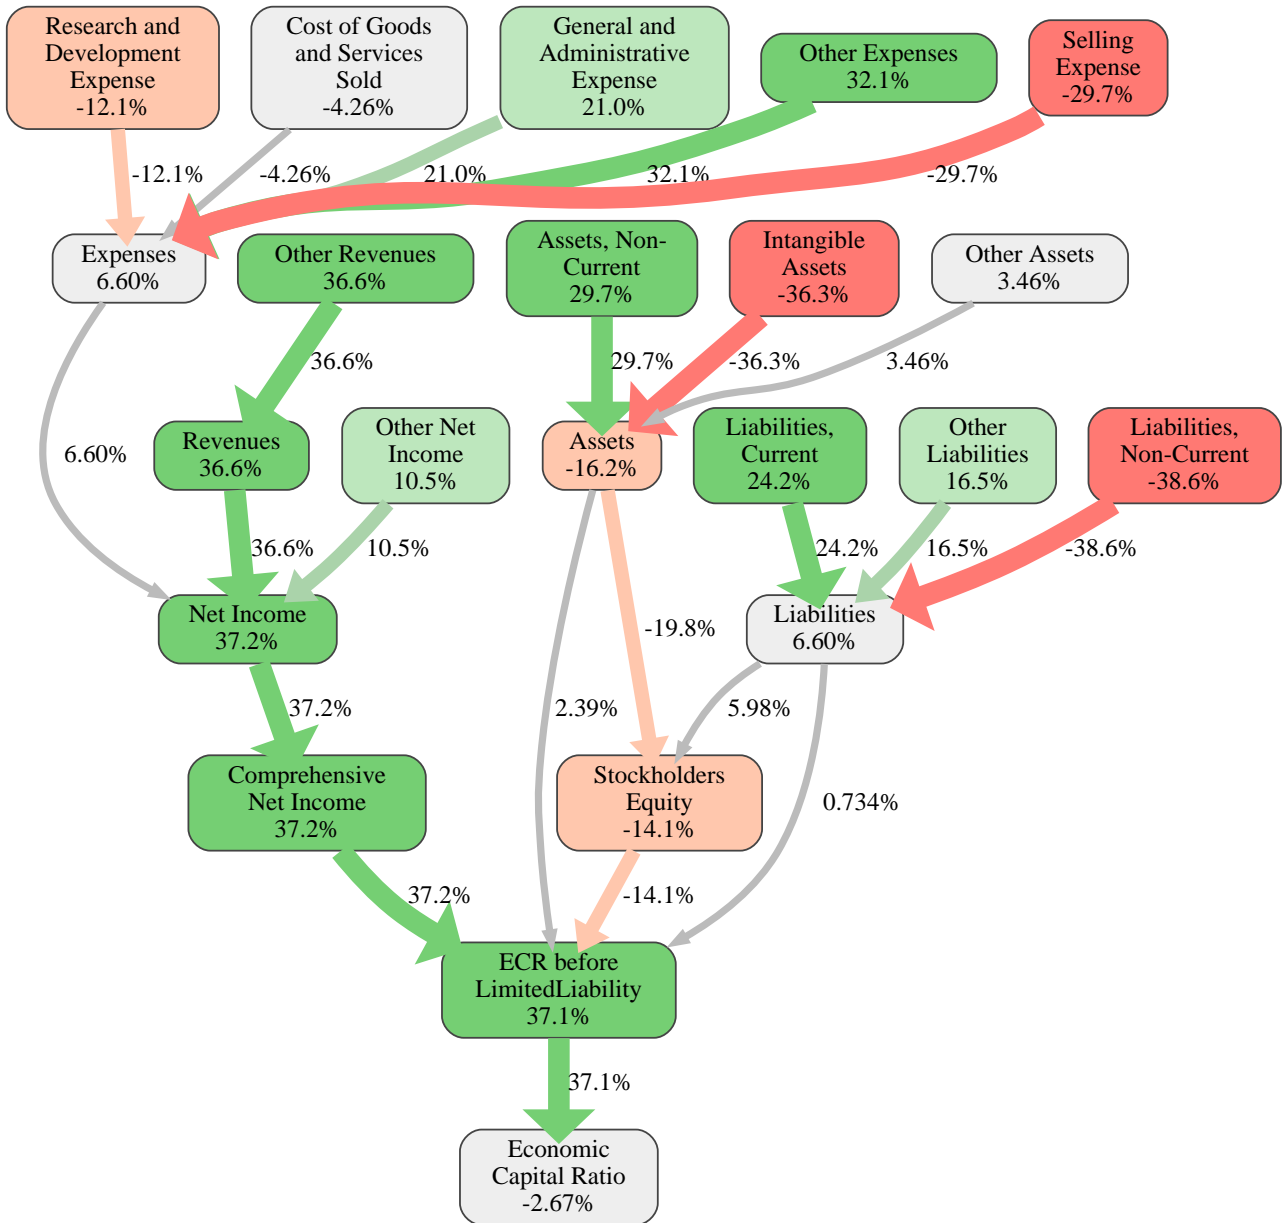 Research and
Development
Expense
-12.1%
Cost of Goods
and Services
Sold
-4.26%
General and
Administrative
Expense
21.0%
Other Expenses
32.1%
Selling
Expense
-29.7%
-12.1%
-4.26%
21.0%
32.1%
-29.7%
Expenses
6.60%
Other Revenues
36.6%
Assets, Non-
Current
29.7%
Intangible
Assets
-36.3%
Other Assets
3.46%
36.6%
29.7%
-36.3%
3.46%
6.60%
Revenues
36.6%
Other Net
Income
10.5%
Assets
-16.2%
Liabilities,
Current
24.2%
Other
Liabilities
16.5%
Liabilities,
Non-Current
-38.6%
36.6%
10.5%
24.2%
16.5%
-38.6%
Net Income
37.2%
-19.8%
Liabilities
6.60%
37.2%
2.39%
5.98%
Comprehensive
Net Income
37.2%
Stockholders
Equity
-14.1%
0.734%
37.2%
-14.1%
ECR before
LimitedLiability
37.1%
37.1%
Economic
Capital Ratio
-2.67%